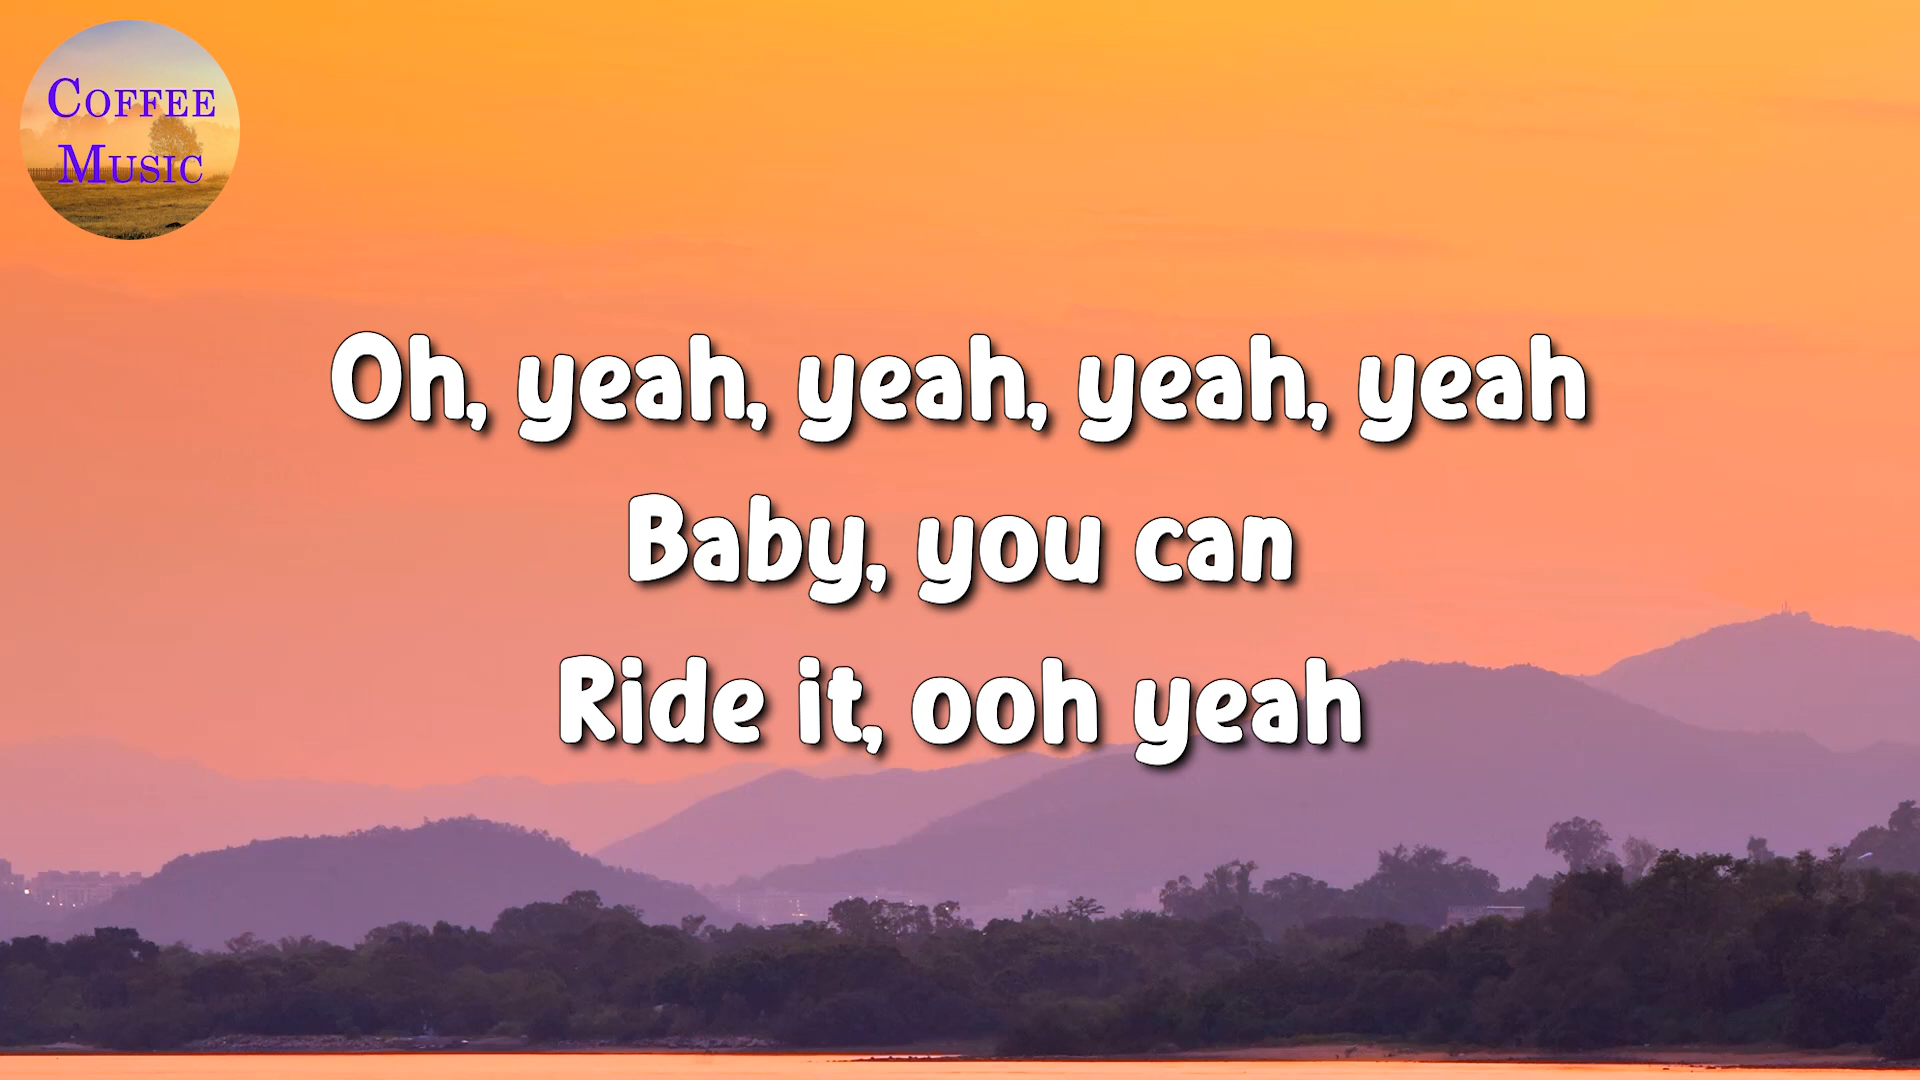 Coffee
Music
Oh, yeah, yeah, yeah, yeah
Baby, you can
Ride it, ooh yeah